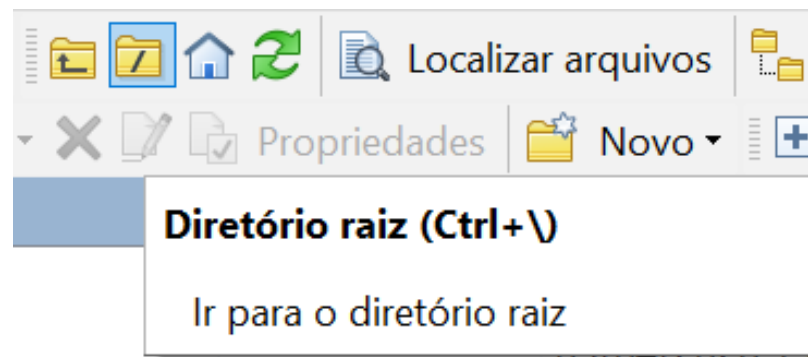 Localizar arquivos
Propriedades Novo
Diretório raiz (Ctrl+\)
Ir para o diretório raiz